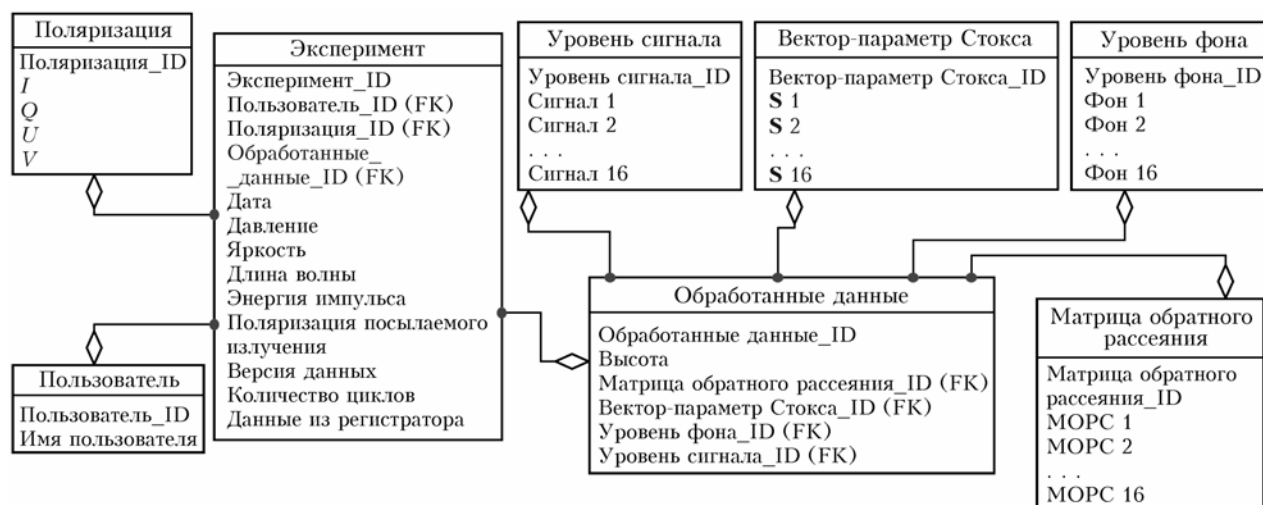 Поляризация
Поляризация_ID
I
Q
U
V
Эксперимент
Эксперимент_ID
Пользователь_ID (FK)
Поляризация_ID (FK)
Обработанные_
_данные_ID (FK)
Дата
Давление
Яркость
Длина волны
Энергия импульса
Поляризация посылаемого
излучения
Версия данных
Количество циклов
Данные из регистратора
Пользователь
Пользователь_ID
Имя пользователя
Уровень сигнала
Уровень сигнала_ID
Сигнал 1
Сигнал 2
. . .
Сигнал 16
Вектор-параметр Стокса
Вектор-параметр Стокса_ID
S 1
S 2
. . .
S 16
Уровень фона
Уровень фона_ID
Фон 1
Фон 2
. . .
Фон 16
Обработанные данные
Обработанные данные_ID
Высота
Матрица обратного рассеяния_ID (FK)
Вектор-параметр Стокса_ID (FK)
Уровень фона_ID (FK)
Уровень сигнала_ID (FK)
Матрица обратного
рассеяния
Матрица обратного
рассеяния_ID
МОРС 1
МОРС 2
. . .
МОРС 16